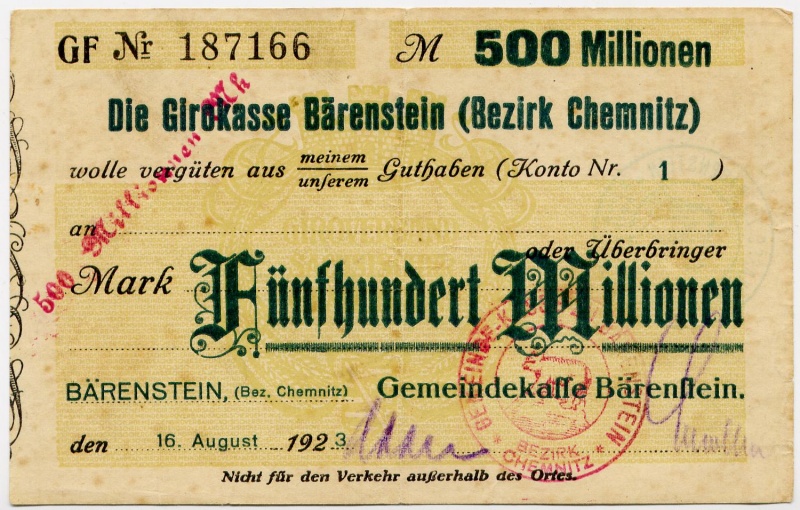 GF Nr 187166 M 500 Millionen
500 Millionen Mk
Die Girokasse Bärenstein (Bezirk Chemnitz)
wolle vergüten aus meinem/unserem Guthaben (Konto Nr. 1 )
an
oder Überbringer
Mark Fünfhundert Millionen
BÄRENSTEIN, (Bez. Chemnitz) Gemeindekasse Bärenstein.
den 16. August 1923
BEZIRK
CHEMNITZ
Nicht für den Verkehr außerhalb des Ortes.